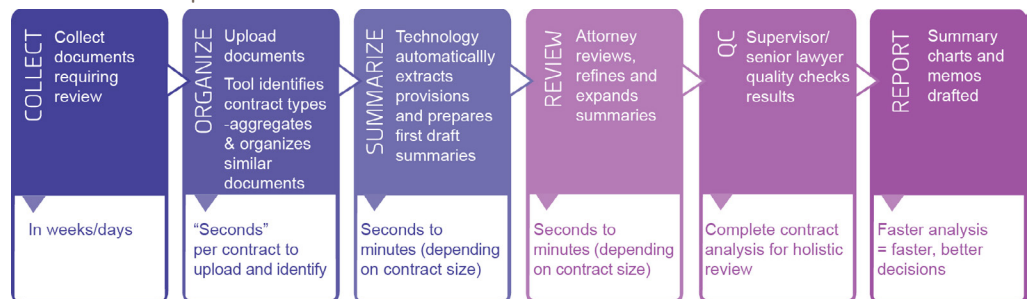 COLLECT
Collect
documents
requiring
review
In weeks/days
ORGANIZE
Upload
documents
Tool identifies
contract types
-aggregates
& organizes
similar
documents
“Seconds”
per contract to
upload and identify
SUMMARIZE
Technology
automaticallly
extracts
provisions
and prepares
first draft
summaries
Seconds to
minutes (depending
on contract size)
REVIEW
Attorney
reviews,
refines and
expands
summaries
Seconds to
minutes (depending
on contract size)
QC
Supervisor/
senior lawyer
quality checks
results
Complete contract
analysis for holistic
review
REPORT
Summary
charts and
memos
drafted
Faster analysis
= faster, better
decisions